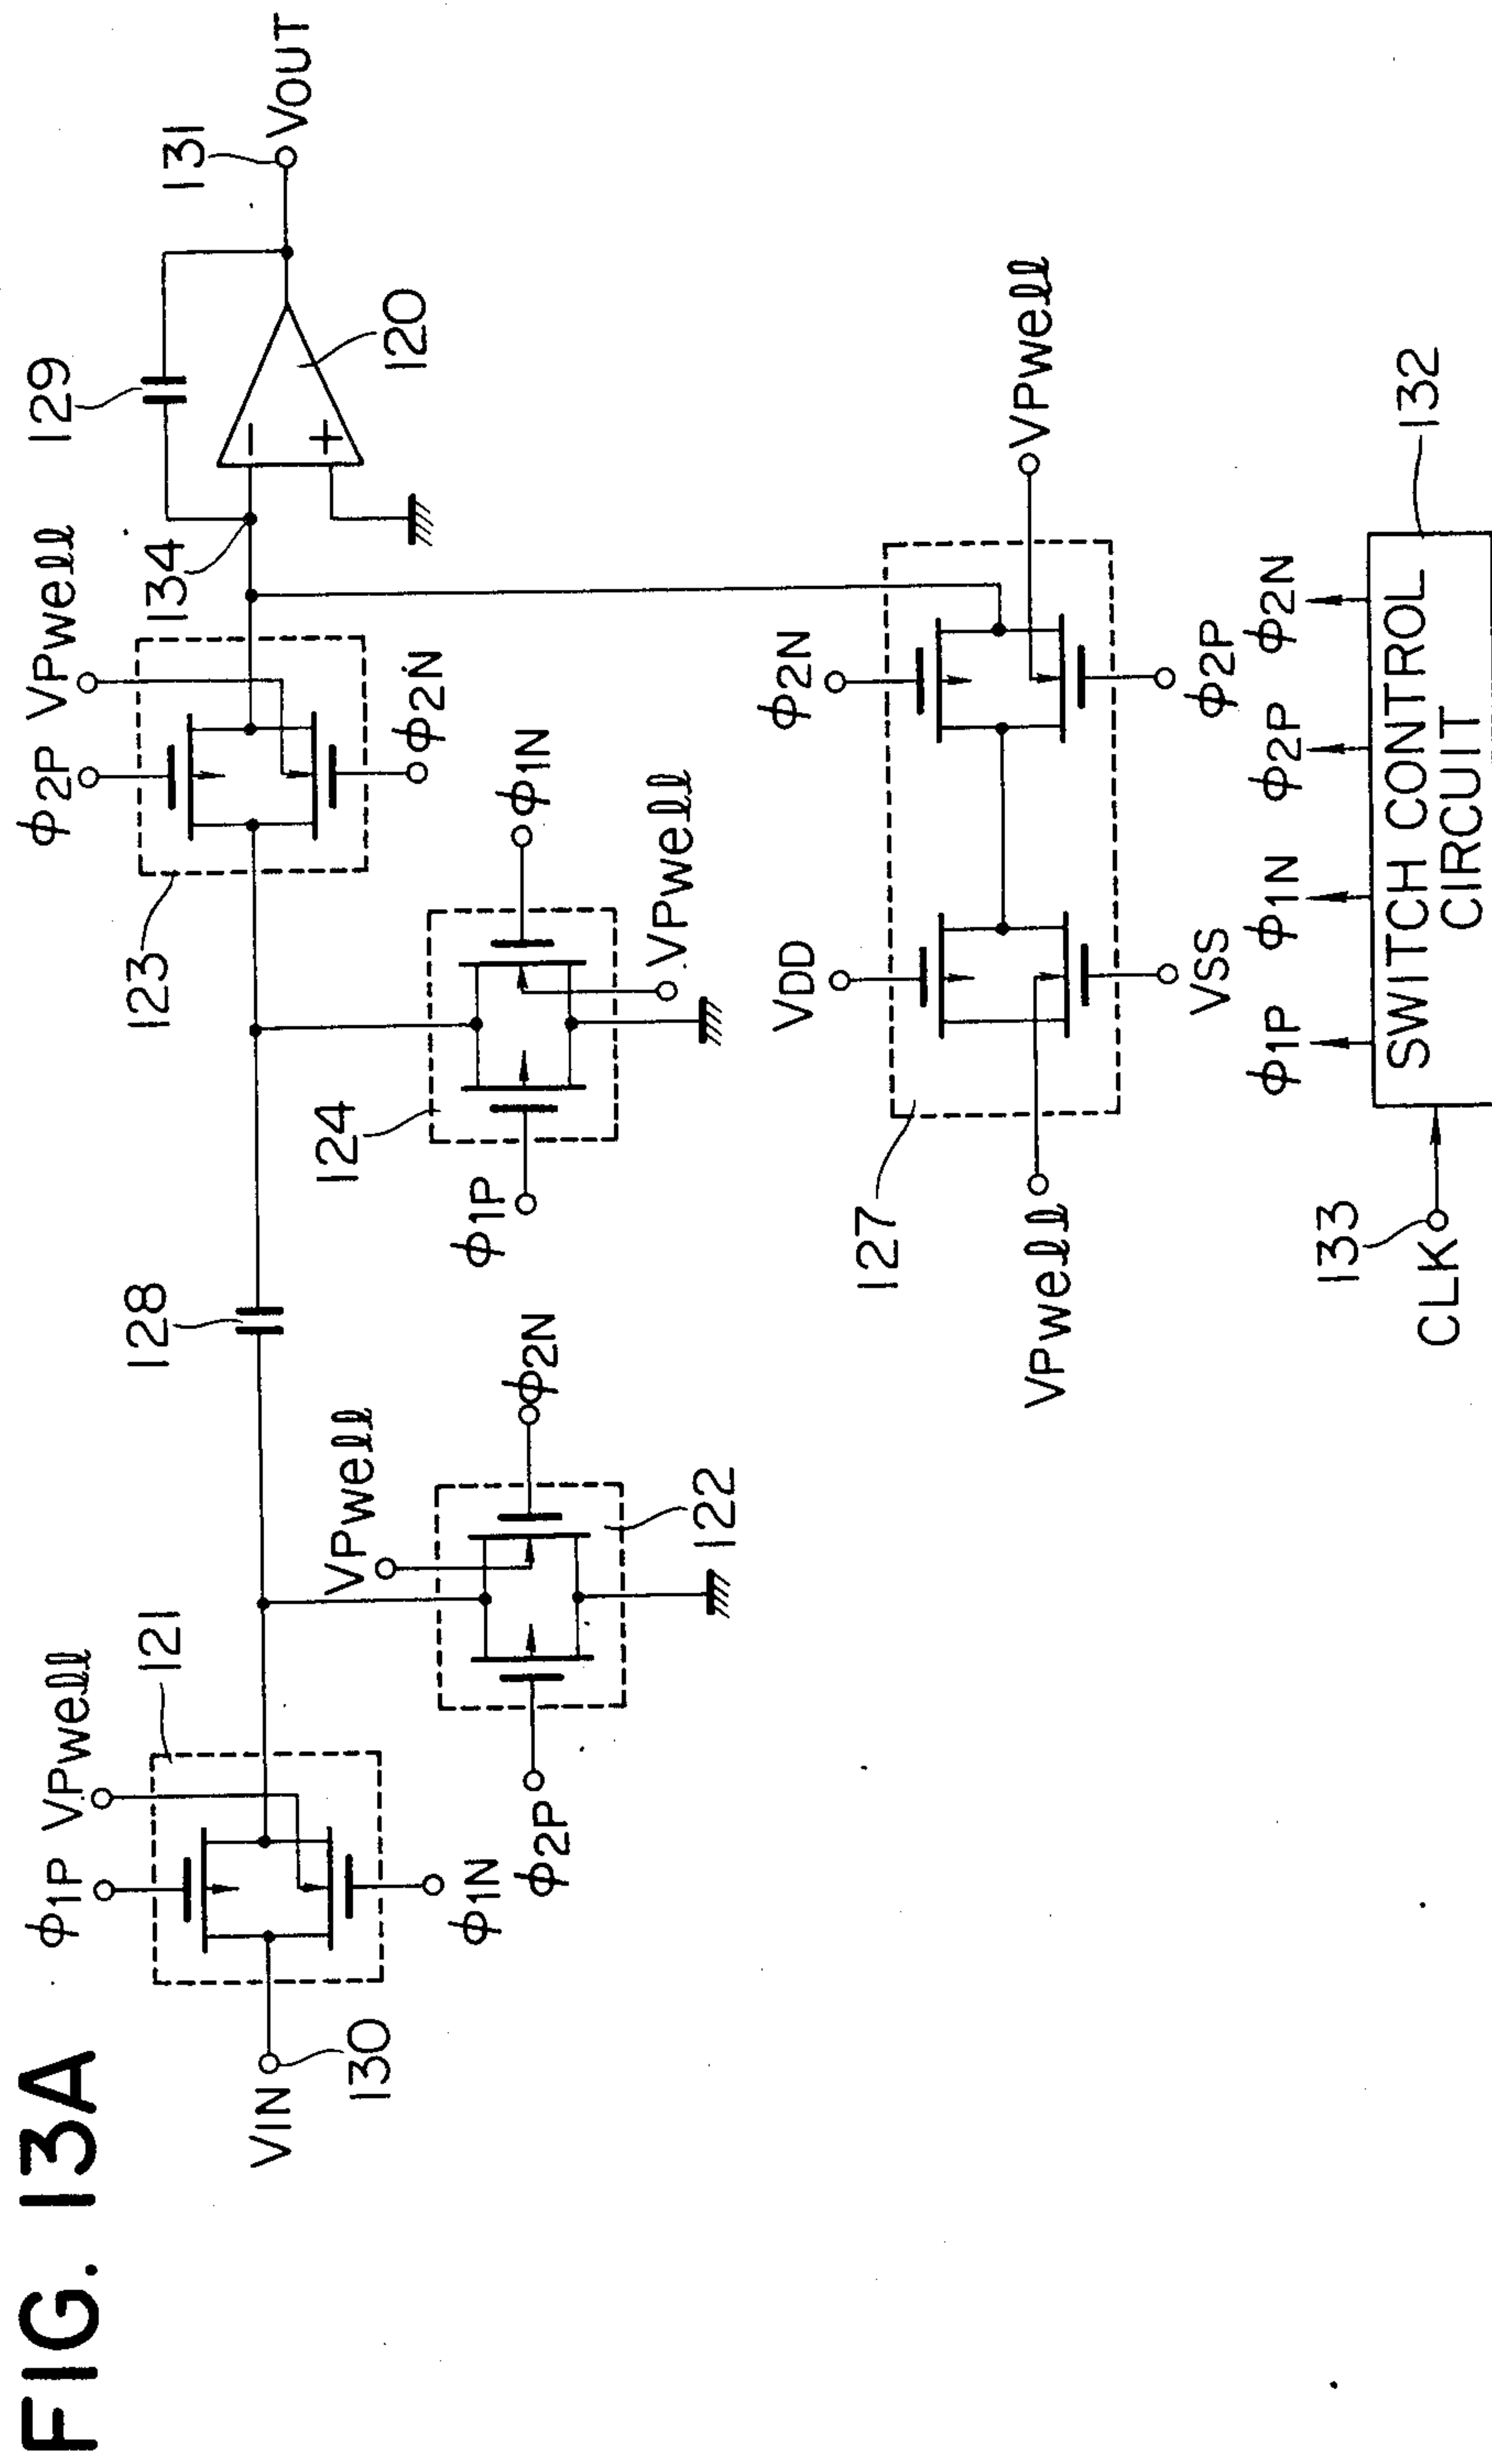 FIG. 13A
φ1P VPwell 121
VIN
130
φ1N
VPwell
φ2P
φ2N
122
128
124
φ1P
φ1N
VPwell
123
φ2P VPwell
φ2N
134
129
120
131
VOUT
127
VDD
φ2N
VPwell
VPwell
VSS
φ2P
φ1P φ1N φ2P φ2N
133
CLK
SWITCH CONTROL
CIRCUIT
132